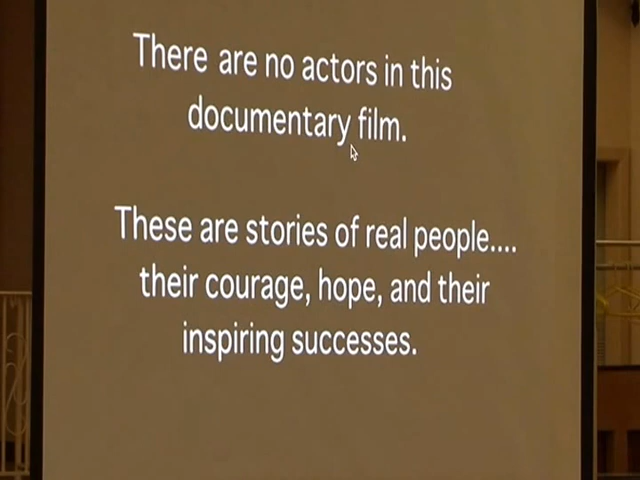 There are no actors in this
documentary film.
These are stories of real people....
their courage, hope, and their
inspiring successes.